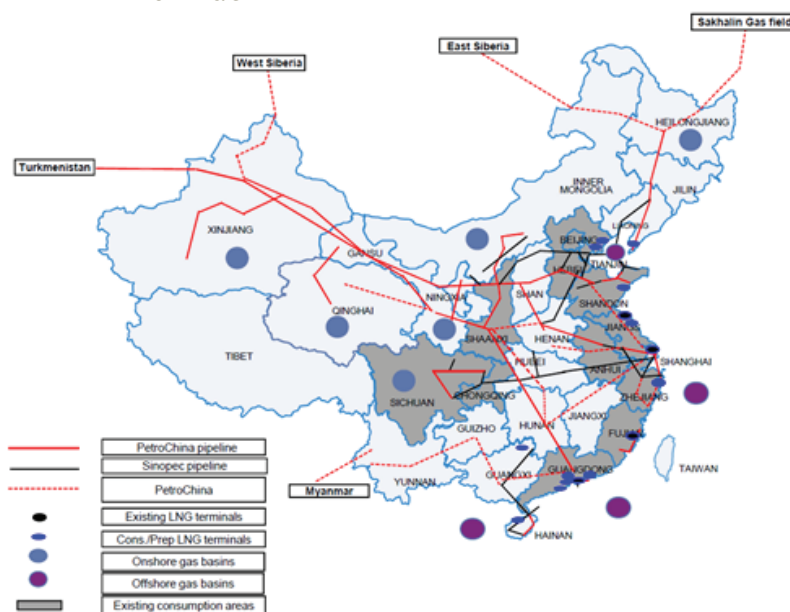 Sakhalin Gas field
East Siberia
West Siberia
HEILONGJIANG
Turkmenistan
INNER
MONGOLIA
JILIN
LIAONING
XINJIANG
BEIJING
GANSU
TIANJIN
HEBEI
NINGXIA
SHAN
QINGHAI
SHANDON
JIANGS
SHAANXI
HENAN
TIBET
HUBEI
SHANGHAI
ANHUI
SICHUAN
CHONGQING
ZHEJIANG
HUNAN
JIANGXI
GUIZHO
FUJIAN
GUANGDONG
GUANGXI
TAIWAN
YUNNAN
Myanmar
HAINAN
PetroChina pipeline
Sinopec pipeline
PetroChina
Existing LNG terminals
Cons./Prep LNG terminals
Onshore gas basins
Offshore gas basins
Existing consumption areas